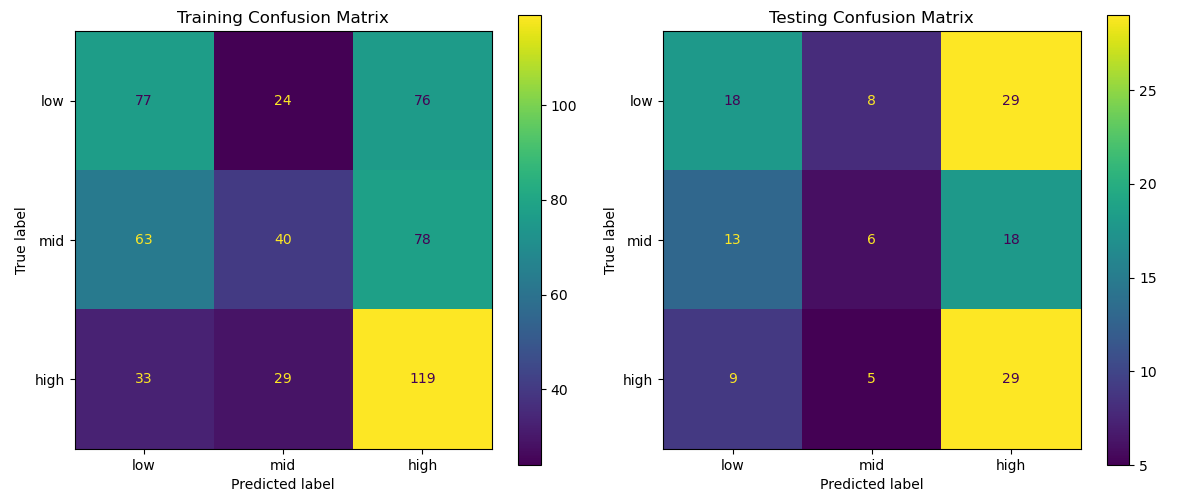 Training Confusion Matrix
low 77 24 76
mid 63 40 78
high 33 29 119
low mid high
Predicted label
True label
100
80
60
40
Testing Confusion Matrix
low 18 8 29
mid 13 6 18
high 9 5 29
low mid high
Predicted label
True label
25
20
15
10
5